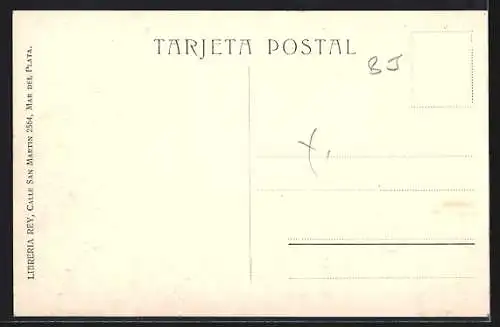 TARJETA POSTAL
BJ
LIBRERIA REY, CALLE SAN MARTIN 2564, MAR DEL PLATA.